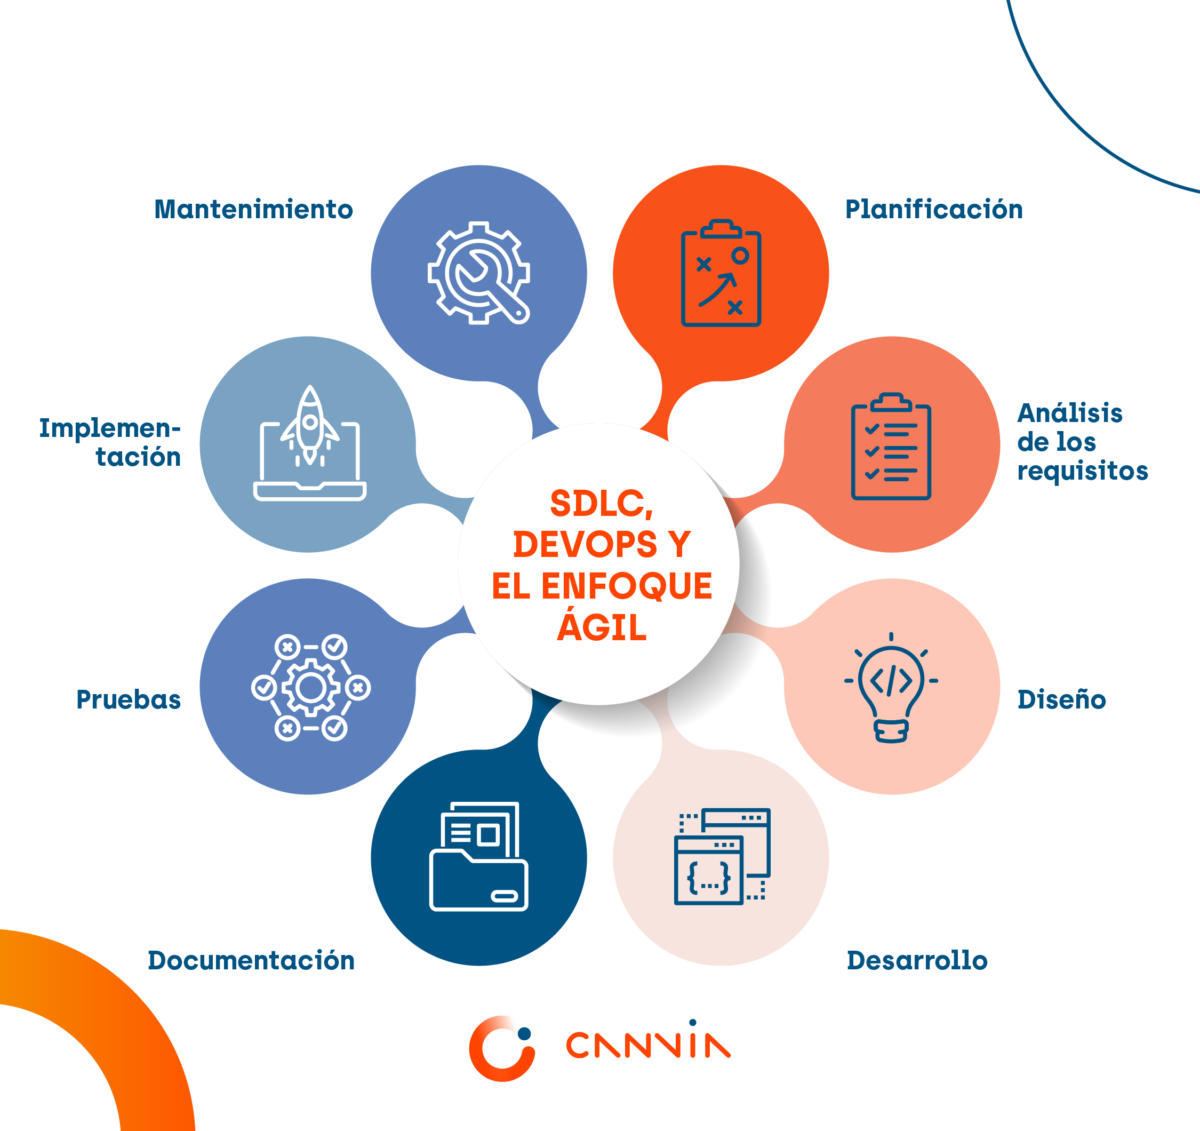 Mantenimiento
Planificación
Implemen-
tación
Análisis
de los
requisitos
SDLC,
DEVOPS Y
EL ENFOQUE
ÁGIL
Pruebas
Diseño
Documentación
Desarrollo
CANVIA